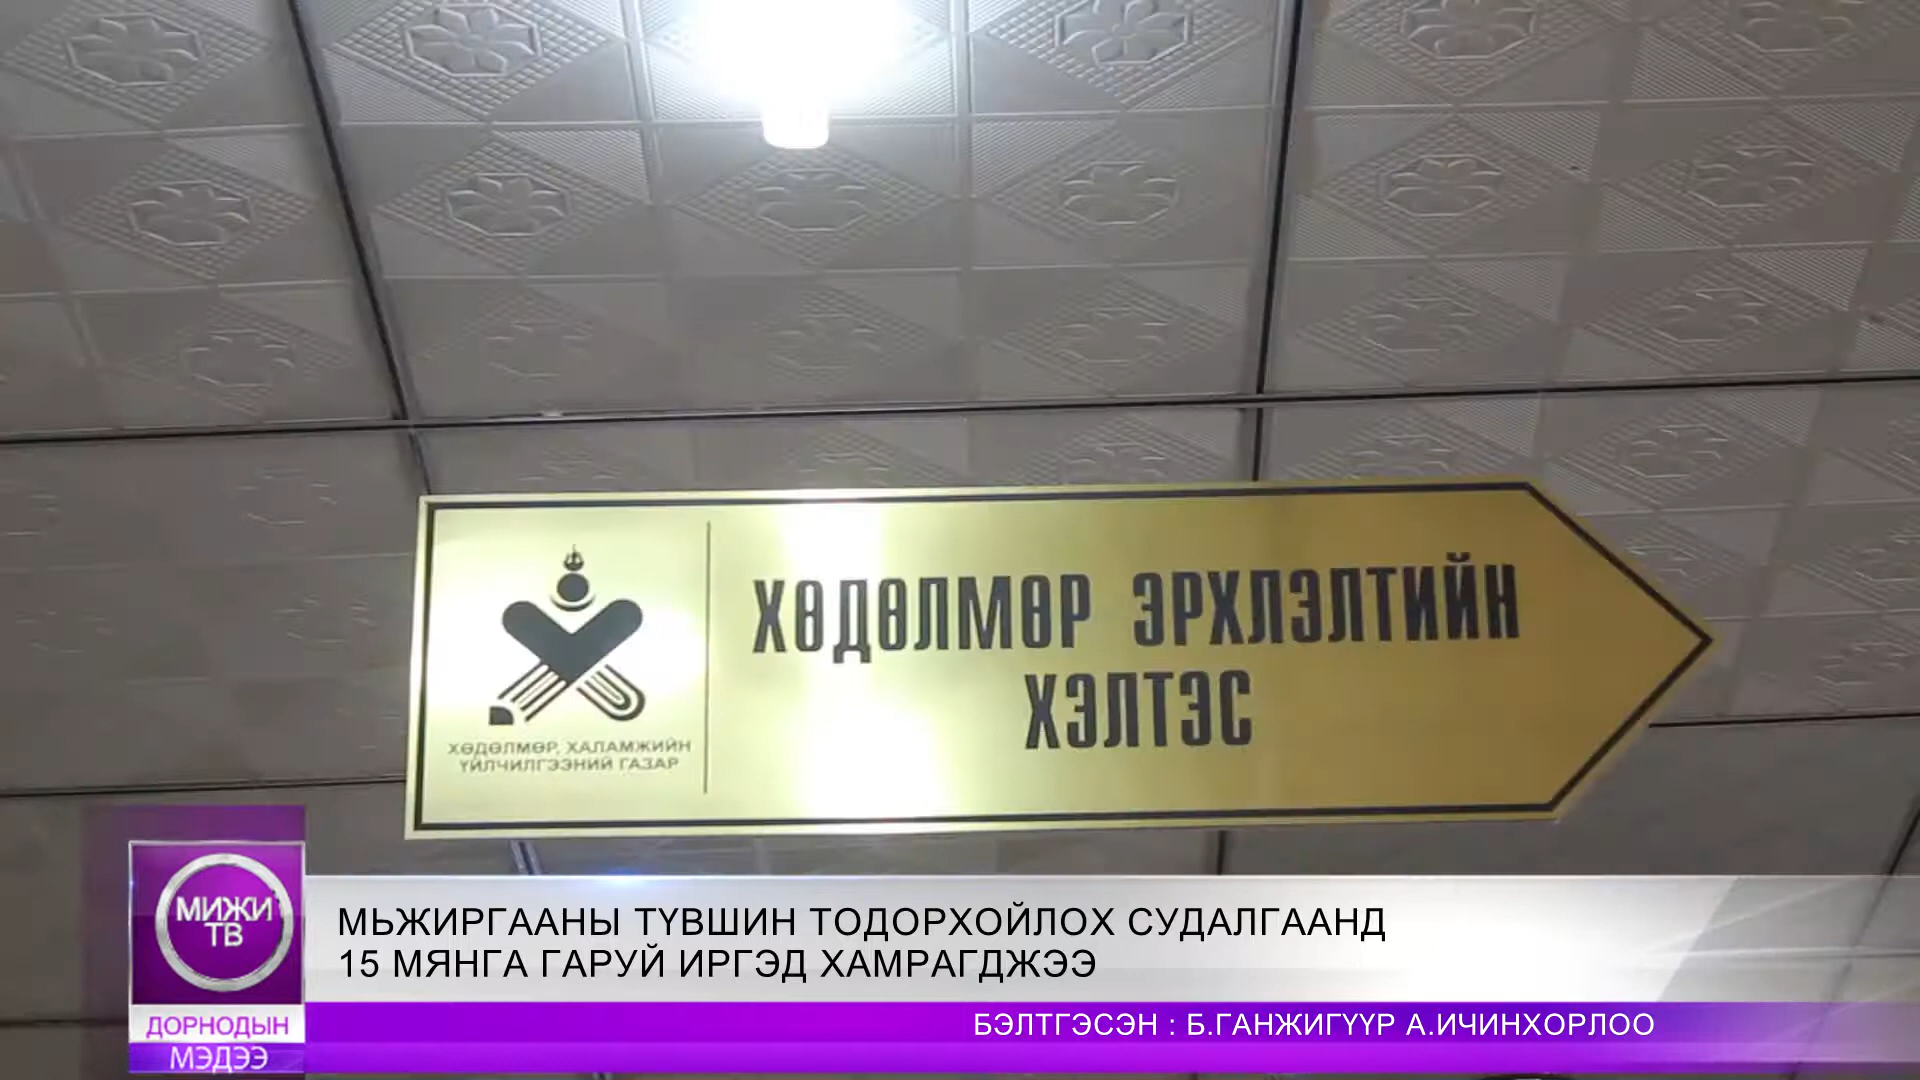 ХӨДӨЛМӨР ЭРХЛЭЛТИЙН
ХЭЛТЭС
ХӨДӨЛМӨР, ХАЛАМЖИЙН
ҮЙЛЧИЛГЭЭНИЙ ГАЗАР
МИЖИ
ТВ
МЬЖИРГААНЫ ТҮВШИН ТОДОРХОЙЛОХ СУДАЛГААНД
15 МЯНГА ГАРУЙ ИРГЭД ХАМРАГДЖЭЭ
ДОРНОДЫН
МЭДЭЭ
БЭЛТГЭСЭН : Б.ГАНЖИГҮҮР А.ИЧИНХОРЛОО